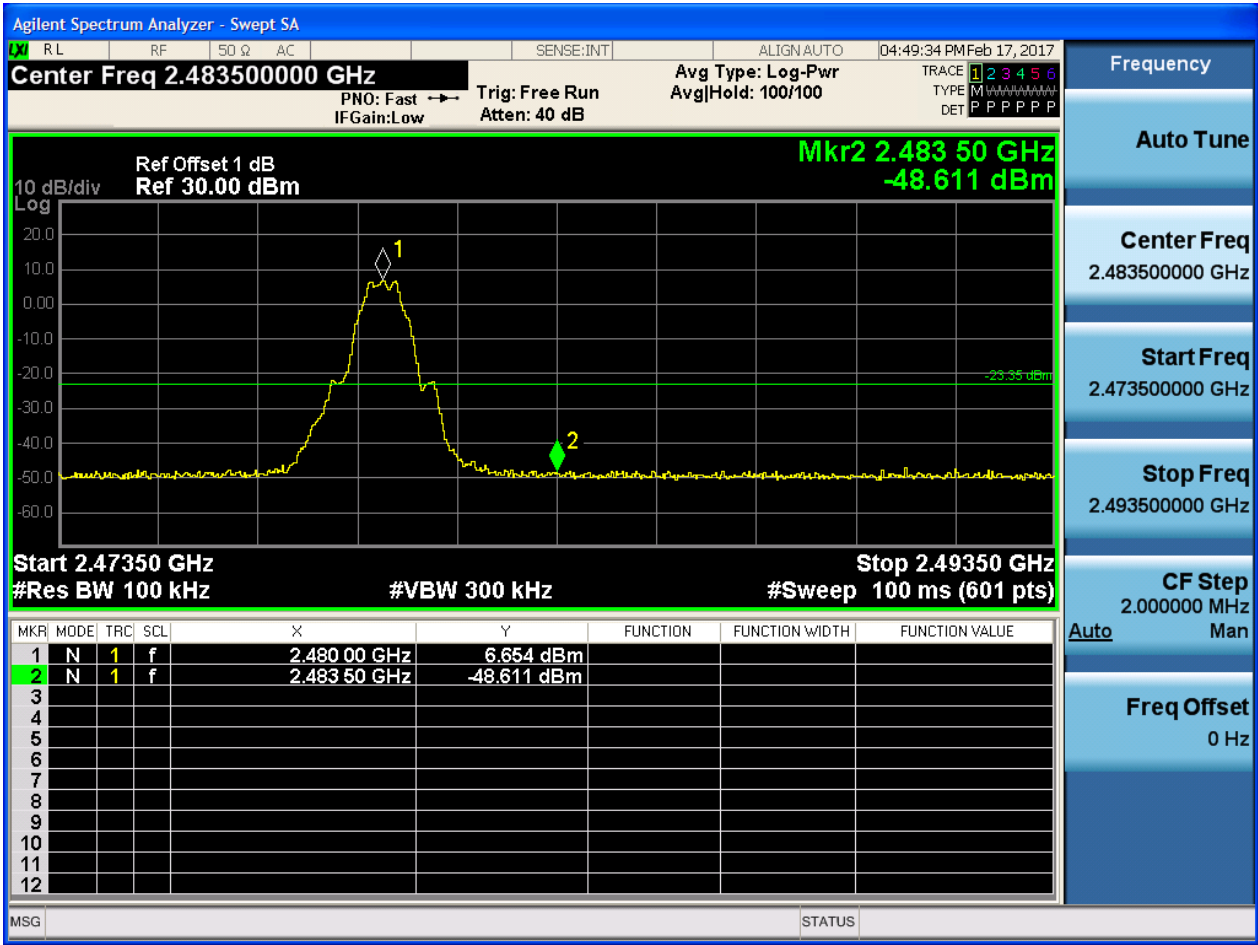 Agilent Spectrum Analyzer - Swept SA
LXI RL RF 50 Ω AC SENSE:INT ALIGN AUTO 04:49:34 PM Feb 17, 2017
Center Freq 2.483500000 GHz
PNO: Fast
IFGain:Low
Trig: Free Run
Atten: 40 dB
Avg Type: Log-Pwr
Avg|Hold: 100/100
TRACE 1 2 3 4 5 6
TYPE M WWWWW
DET P P P P P P
Mkr2 2.483 50 GHz
-48.611 dBm
Ref Offset 1 dB
10 dB/div Ref 30.00 dBm
Log
20.0
10.0
0.00
-10.0
-20.0
-30.0
-40.0
-50.0
-60.0
1
-23.35 dBm
2
Start 2.47350 GHz Stop 2.49350 GHz
#Res BW 100 kHz #VBW 300 kHz #Sweep 100 ms (601 pts)
MKR MODE TRC SCL X Y FUNCTION FUNCTION WIDTH FUNCTION VALUE
1 N 1 f 2.480 00 GHz 6.654 dBm
2 N 1 f 2.483 50 GHz -48.611 dBm
3
4
5
6
7
8
9
10
11
12
MSG STATUS
Frequency
Auto Tune
Center Freq
2.483500000 GHz
Start Freq
2.473500000 GHz
Stop Freq
2.493500000 GHz
CF Step
2.000000 MHz
Auto Man
Freq Offset
0 Hz